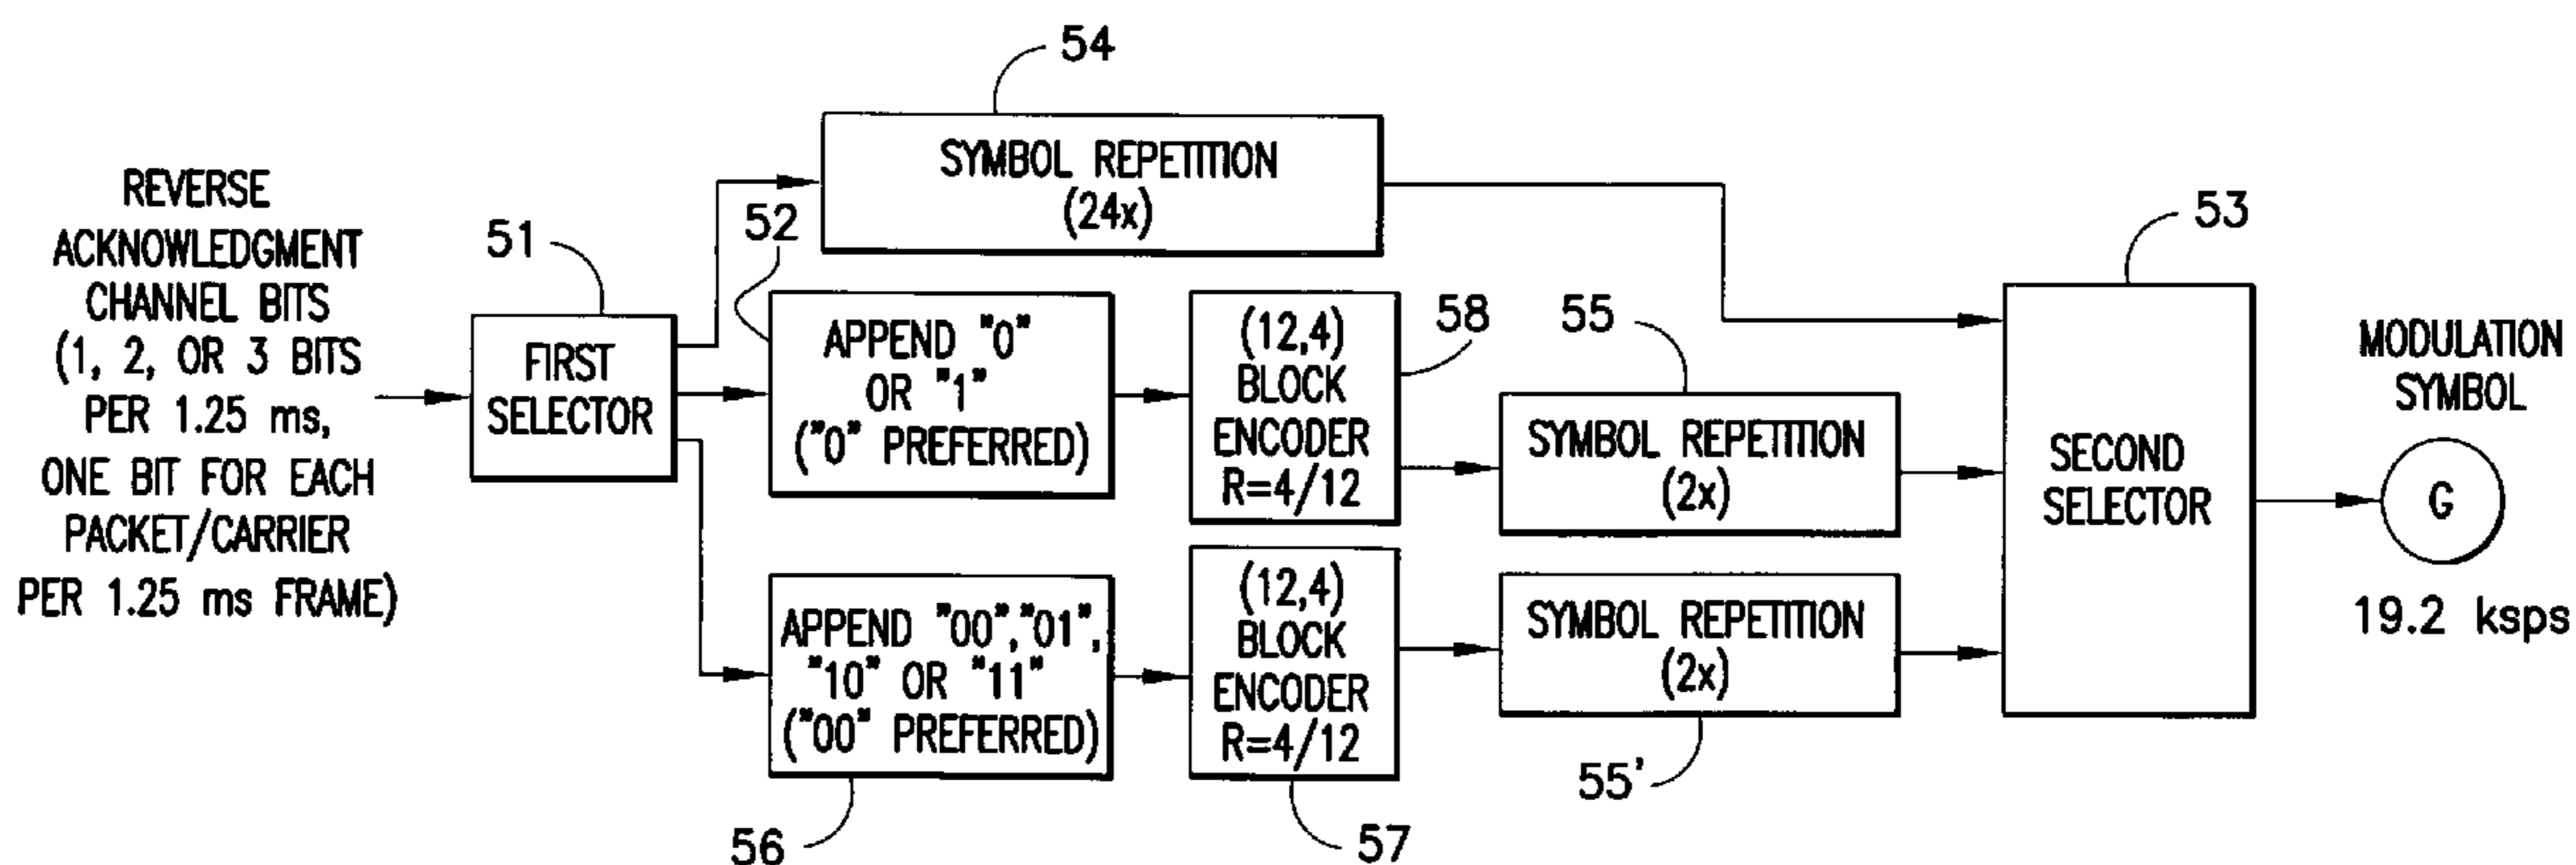 REVERSE
ACKNOWLEDGMENT
CHANNEL BITS
(1, 2, OR 3 BITS
PER 1.25 ms,
ONE BIT FOR EACH
PACKET/CARRIER
PER 1.25 ms FRAME)
51
FIRST
SELECTOR
54
SYMBOL REPETITION
(24x)
52
APPEND "0"
OR "1"
("0" PREFERRED)
58
(12,4)
BLOCK
ENCODER
R=4/12
55
SYMBOL REPETITION
(2x)
56
APPEND "00","01",
"10" OR "11"
("00" PREFERRED)
57
(12,4)
BLOCK
ENCODER
R=4/12
55'
SYMBOL REPETITION
(2x)
53
SECOND
SELECTOR
MODULATION
SYMBOL
G
19.2 ksps